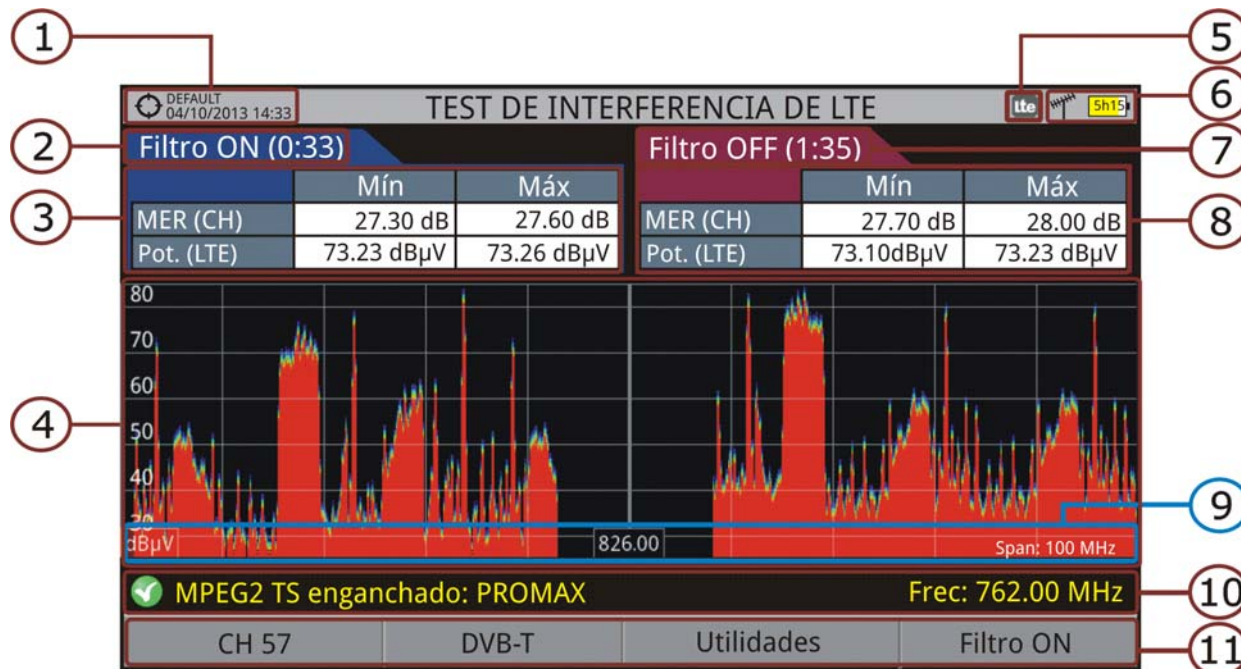 1
5
DEFAULT
04/10/2013 14:33
TEST DE INTERFERENCIA DE LTE
lte
5h15
6
2
Filtro ON (0:33)
Filtro OFF (1:35)
7
Mín Máx
Mín Máx
3
MER (CH) 27.30 dB 27.60 dB
MER (CH) 27.70 dB 28.00 dB
8
Pot. (LTE) 73.23 dBµV 73.26 dBµV
Pot. (LTE) 73.10dBµV 73.23 dBµV
80
70
60
4
50
40
30
9
dBµV
826.00
Span: 100 MHz
MPEG2 TS enganchado: PROMAX
Frec: 762.00 MHz
10
CH 57
DVB-T
Utilidades
Filtro ON
11